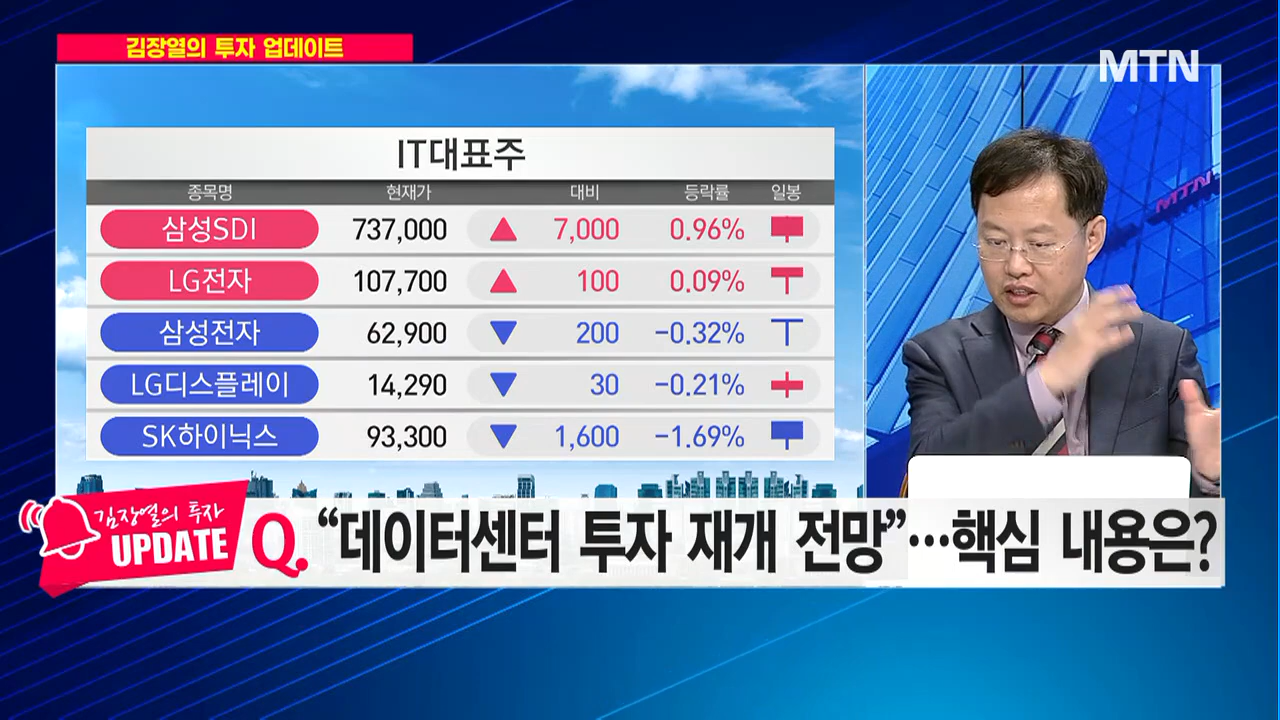 김장열의 투자 업데이트
MTN
IT대표주
종목명 현재가 대비 등락률 일봉
삼성SDI 737,000 ▲ 7,000 0.96%
LG전자 107,700 ▲ 100 0.09%
삼성전자 62,900 ▼ 200 -0.32%
LG디스플레이 14,290 ▼ 30 -0.21%
SK하이닉스 93,300 ▼ 1,600 -1.69%
MTN
김장열의 투자
UPDATE
Q. “데이터센터 투자 재개 전망”…핵심 내용은?